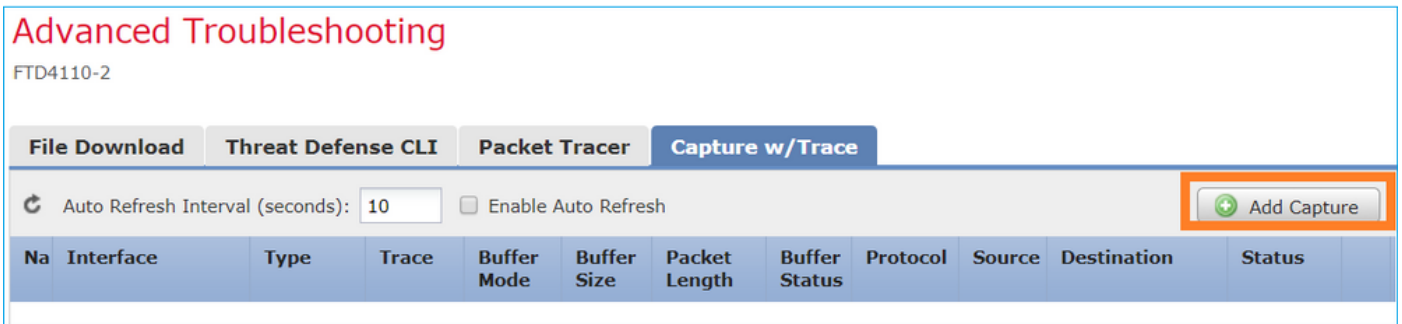 Advanced Troubleshooting
FTD4110-2
File Download Threat Defense CLI Packet Tracer Capture w/Trace
Auto Refresh Interval (seconds): 10 Enable Auto Refresh Add Capture
Na Interface Type Trace Buffer Mode Buffer Size Packet Length Buffer Status Protocol Source Destination Status